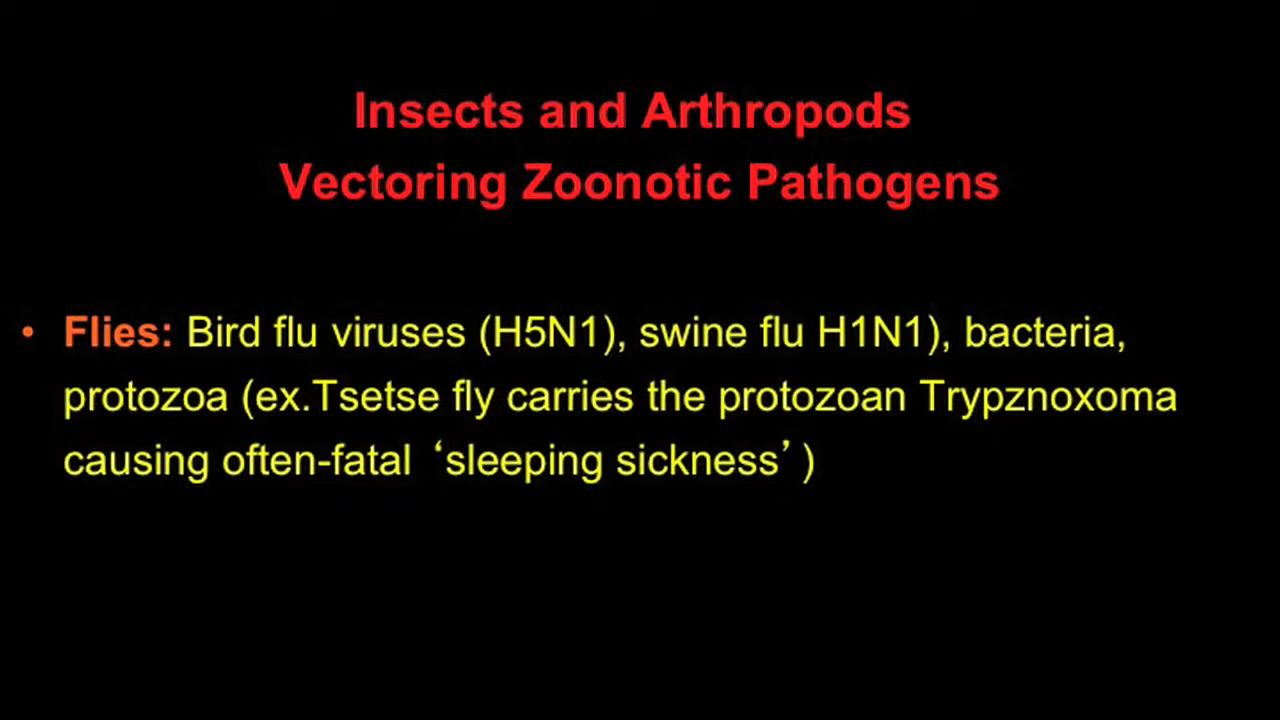 Insects and Arthropods
Vectoring Zoonotic Pathogens
• Flies: Bird flu viruses (H5N1), swine flu H1N1), bacteria,
protozoa (ex.Tsetse fly carries the protozoan Trypznoxoma
causing often-fatal ‘sleeping sickness’)